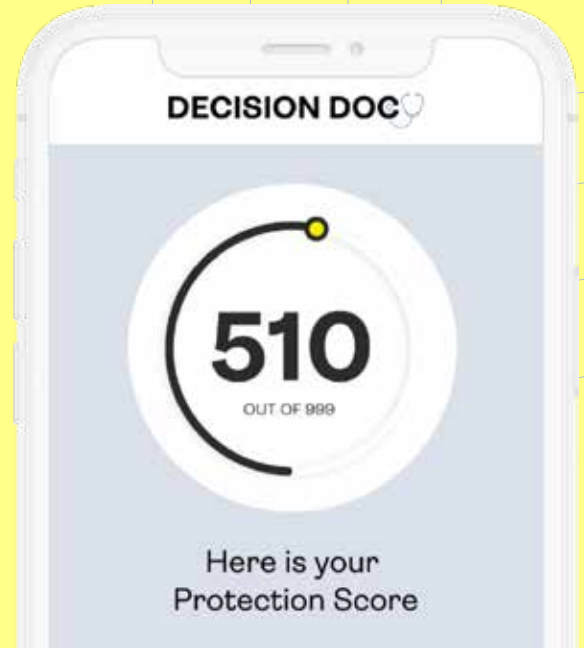 DECISION DOC
510
OUT OF 999
Here is your
Protection Score